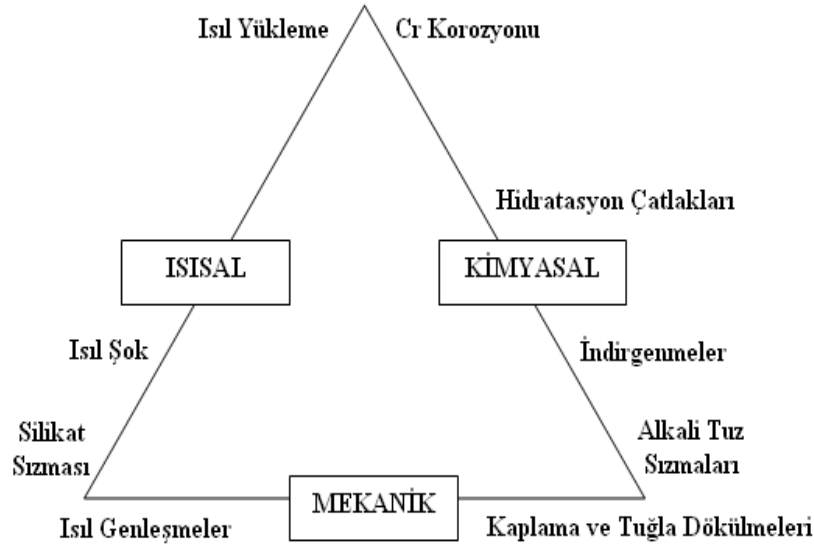 Isıl Yükleme
Cr Korozyonu
Hidratasyon Çatlakları
ISISAL
KİMYASAL
Isıl Şok
İndirgenmeler
Silikat
Sızması
Alkali Tuz
Sızmaları
MEKANİK
Isıl Genleşmeler
Kaplama ve Tuğla Dökülmeleri